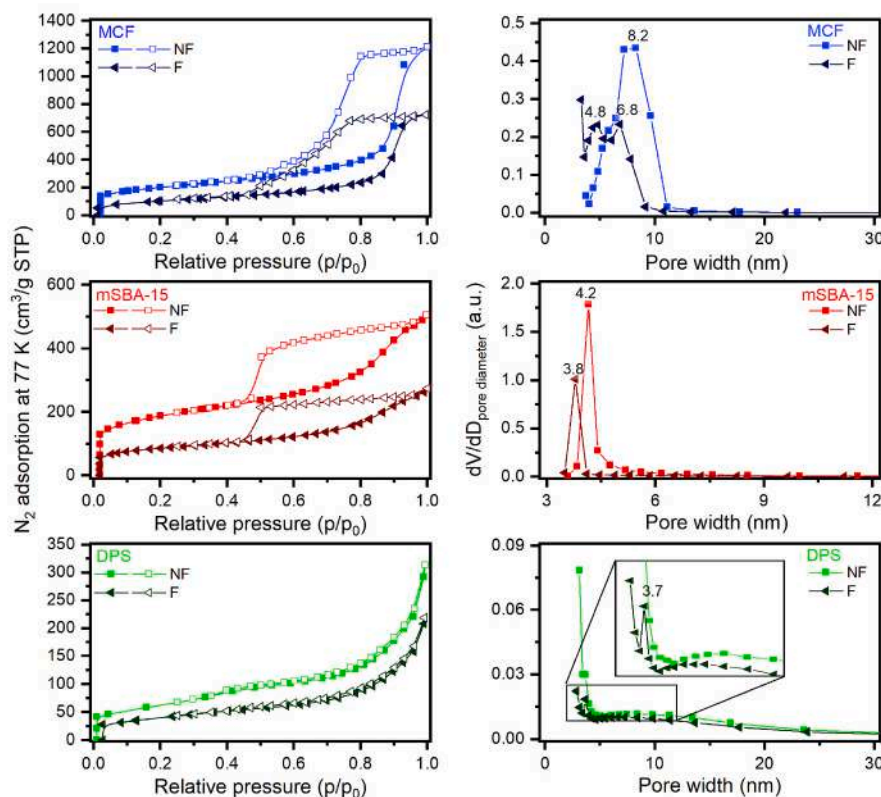 N2 adsorption at 77 K (cm3/g STP)
MCF
NF
F
1400
1200
1000
800
600
400
200
0
0.0 0.2 0.4 0.6 0.8 1.0
Relative pressure (p/p0)
MCF
NF
F
8.2
4.8
6.8
0.5
0.4
0.3
0.2
0.1
0.0
0 10 20 30
Pore width (nm)
mSBA-15
NF
F
600
400
200
0
0.0 0.2 0.4 0.6 0.8 1.0
Relative pressure (p/p0)
dV/dDpore diameter (a.u.)
mSBA-15
NF
F
4.2
3.8
2.0
1.5
1.0
0.5
0.0
3 6 9 12
Pore width (nm)
DPS
NF
F
350
300
250
200
150
100
50
0
0.0 0.2 0.4 0.6 0.8 1.0
Relative pressure (p/p0)
DPS
NF
F
3.7
0.09
0.06
0.03
0.00
0 10 20 30
Pore width (nm)